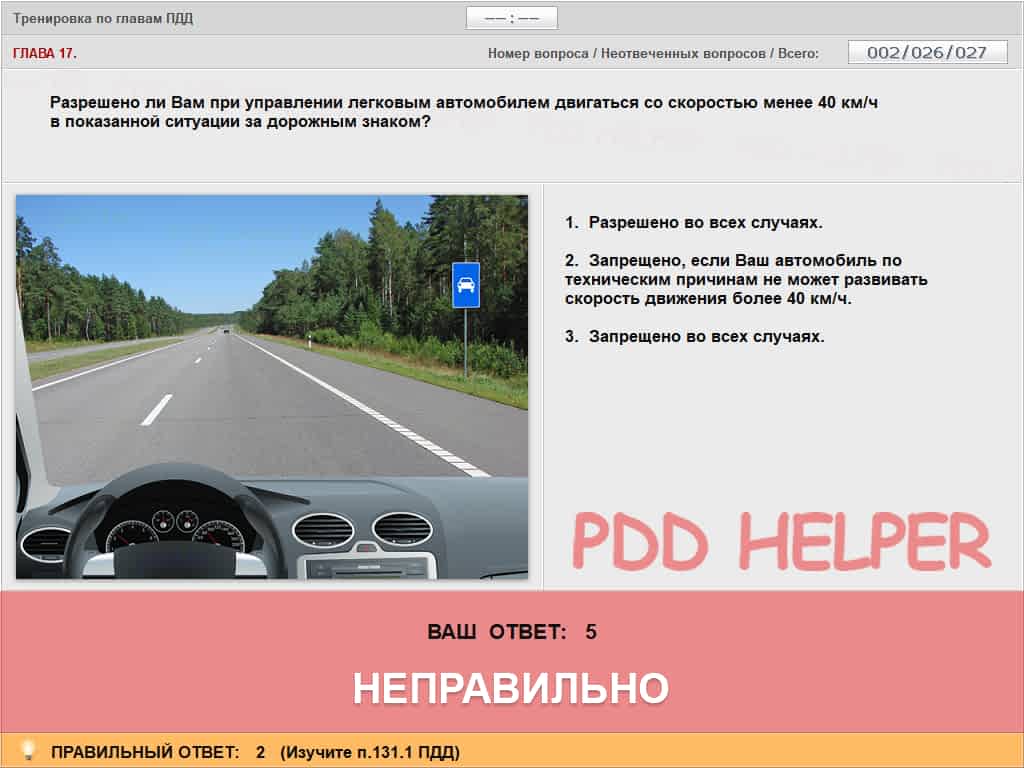 Тренировка по главам ПДД
–– : ––
ГЛАВА 17.
Номер вопроса / Неотвеченных вопросов / Всего:
002/026/027
Разрешено ли Вам при управлении легковым автомобилем двигаться со скоростью менее 40 км/ч
в показанной ситуации за дорожным знаком?
1. Разрешено во всех случаях.
2. Запрещено, если Ваш автомобиль по
техническим причинам не может развивать
скорость движения более 40 км/ч.
3. Запрещено во всех случаях.
PDD HELPER
ВАШ ОТВЕТ: 5
НЕПРАВИЛЬНО
ПРАВИЛЬНЫЙ ОТВЕТ: 2 (Изучите п.131.1 ПДД)